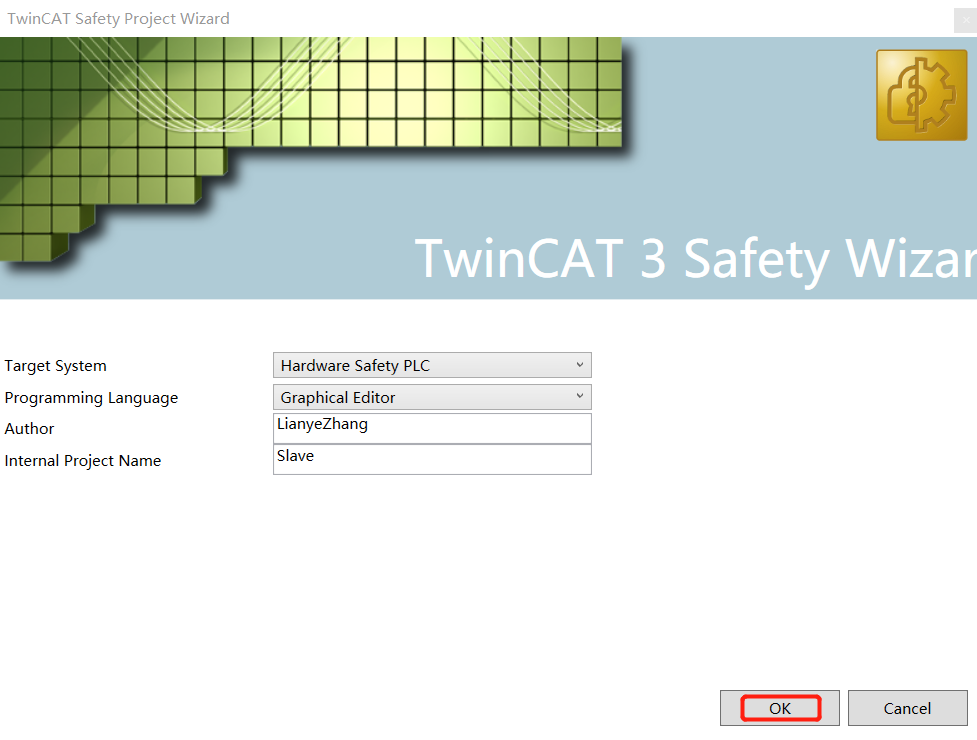 TwinCAT Safety Project Wizard
TwinCAT 3 Safety Wizar
Target System
Hardware Safety PLC
Programming Language
Graphical Editor
Author
LianyeZhang
Internal Project Name
Slave
OK
Cancel